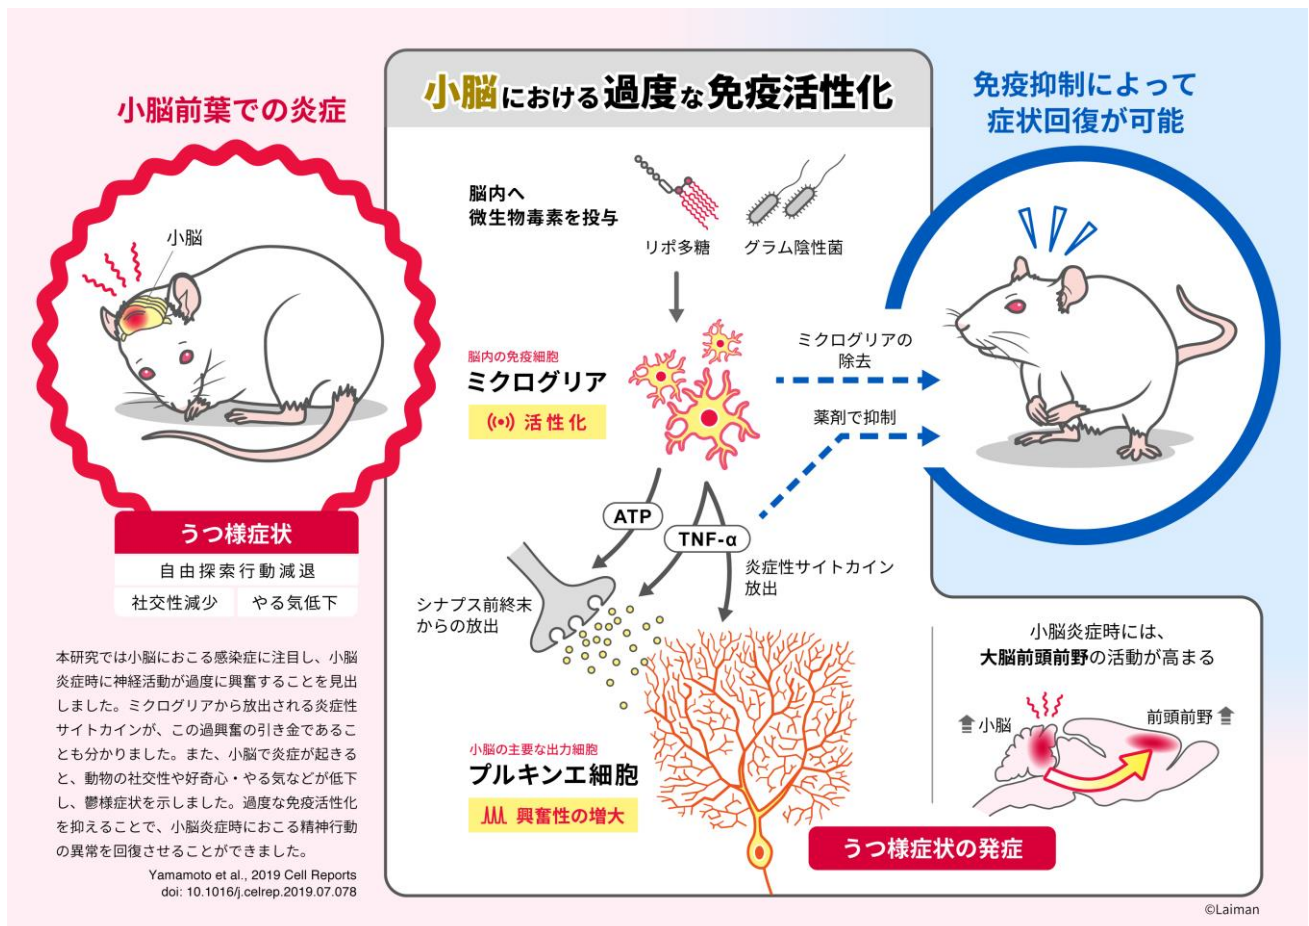 小脳前葉での炎症
小脳
うつ様症状
自由探索行動減退
社交性減少
やる気低下
本研究では小脳におこる感染症に注目し、小脳
炎症時に神経活動が過度に興奮することを見出
しました。ミクログリアから放出される炎症性
サイトカインが、この過興奮の引き金であるこ
とも分かりました。また、小脳で炎症が起きる
と、動物の社交性や好奇心・やる気などが低下
し、鬱様症状を示しました。過度な免疫活性化
を抑えることで、小脳炎症時におこる精神行動
の異常を回復させることができました。
Yamamoto et al., 2019 Cell Reports
doi: 10.1016/j.celrep.2019.07.078
小脳における過度な免疫活性化
脳内へ
微生物毒素を投与
リポ多糖
グラム陰性菌
脳内の免疫細胞
ミクログリア
活性化
ミクログリアの
除去
薬剤で抑制
ATP
TNF-α
炎症性サイトカイン
放出
シナプス前終末
からの放出
小脳の主要な出力細胞
プルキンエ細胞
興奮性の増大
免疫抑制によって
症状回復が可能
小脳炎症時には、
大脳前頭前野の活動が高まる
小脳
前頭前野
うつ様症状の発症
©Laiman